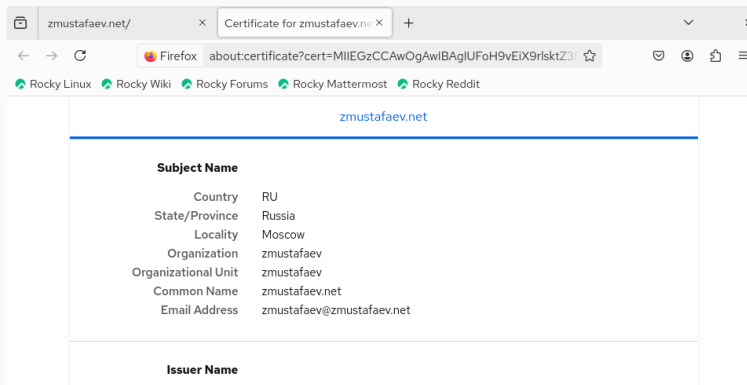 zmustafaev.net/ × Certificate for zmustafaev.ne × +
Firefox about:certificate?cert=MIIEGzCCAwOgAwIBAgIUFoH9vEiX9rlsktZ3
Rocky Linux Rocky Wiki Rocky Forums Rocky Mattermost Rocky Reddit
zmustafaev.net
Subject Name
Country RU
State/Province Russia
Locality Moscow
Organization zmustafaev
Organizational Unit zmustafaev
Common Name zmustafaev.net
Email Address zmustafaev@zmustafaev.net
Issuer Name